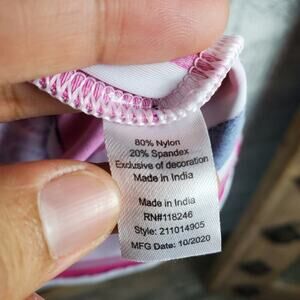 80% Nylon
20% Spandex
Exclusive of decoration
Made in India
Made in India
RN#118246
Style: 211014905
MFG Date: 10/2020